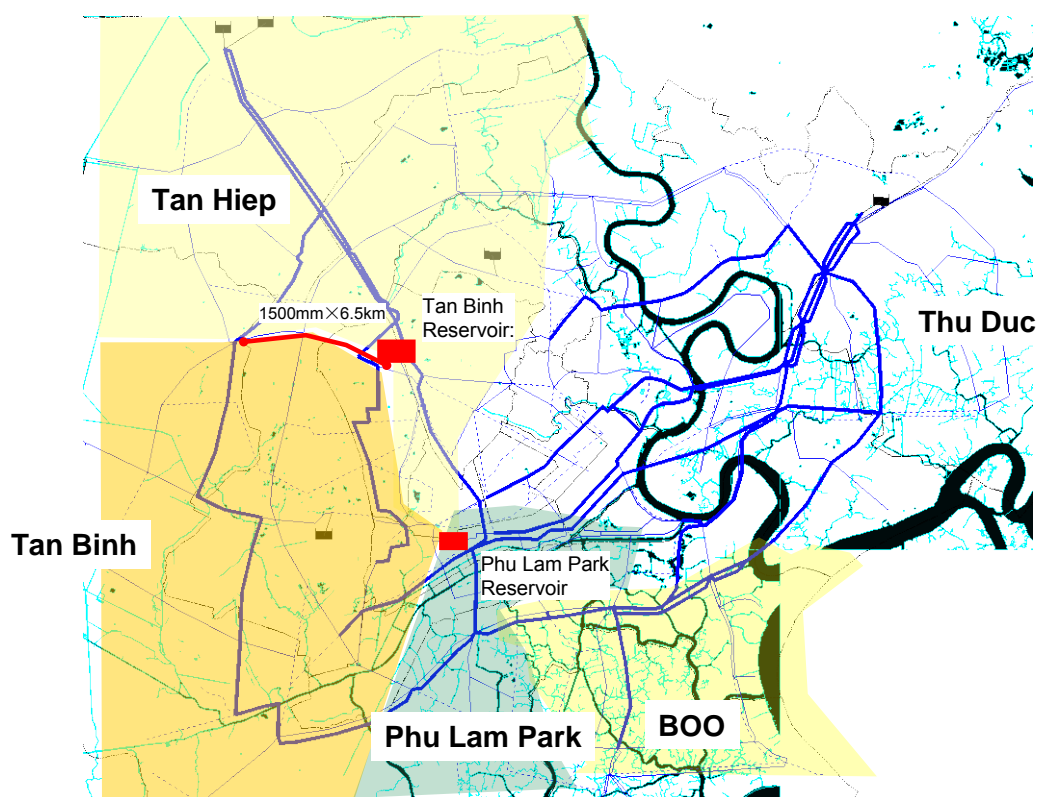 Tan Hiep
1500mm×6.5km
Tan Binh
Reservoir:
Thu Duc
Tan Binh
Phu Lam Park
Reservoir
Phu Lam Park
BOO